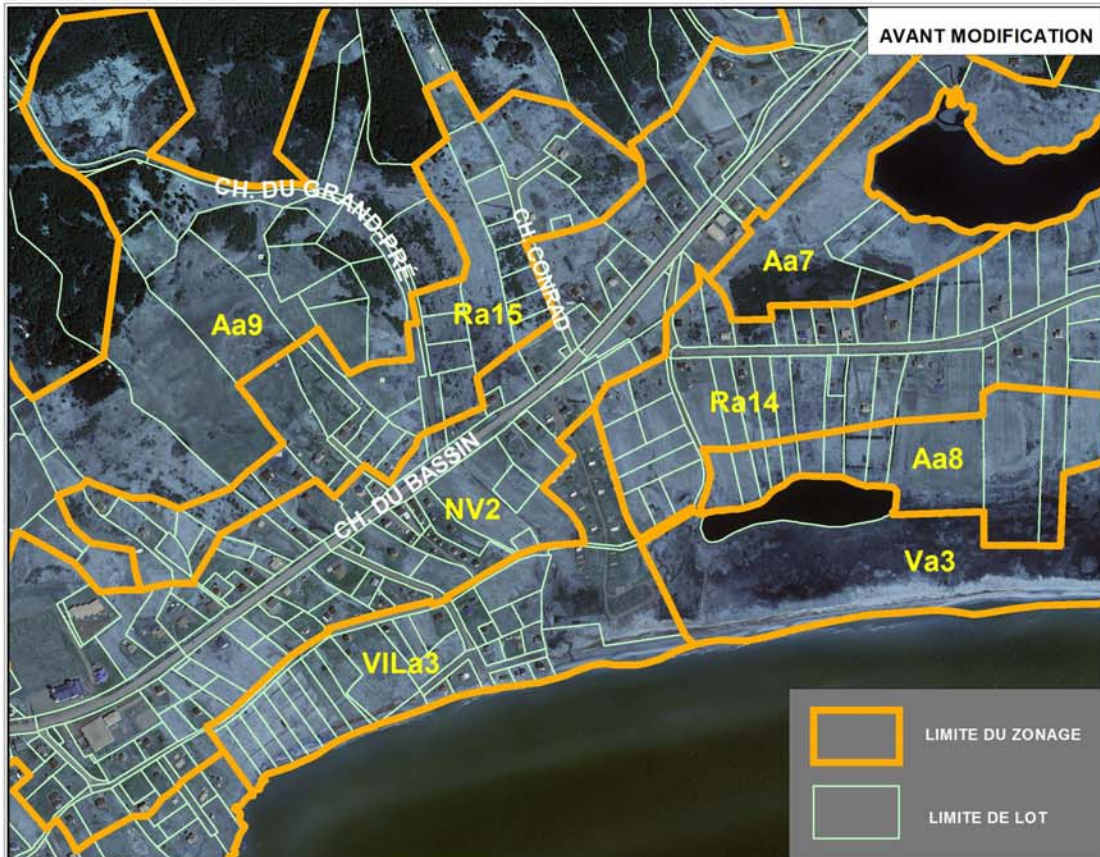 AVANT MODIFICATION
CH. DU GRAND-PRÉ
CH. CONRAD
Aa7
Aa9
Ra15
Ra14
Aa8
CH. DU BASSIN
NV2
Va3
VILa3
LIMITE DU ZONAGE
LIMITE DE LOT